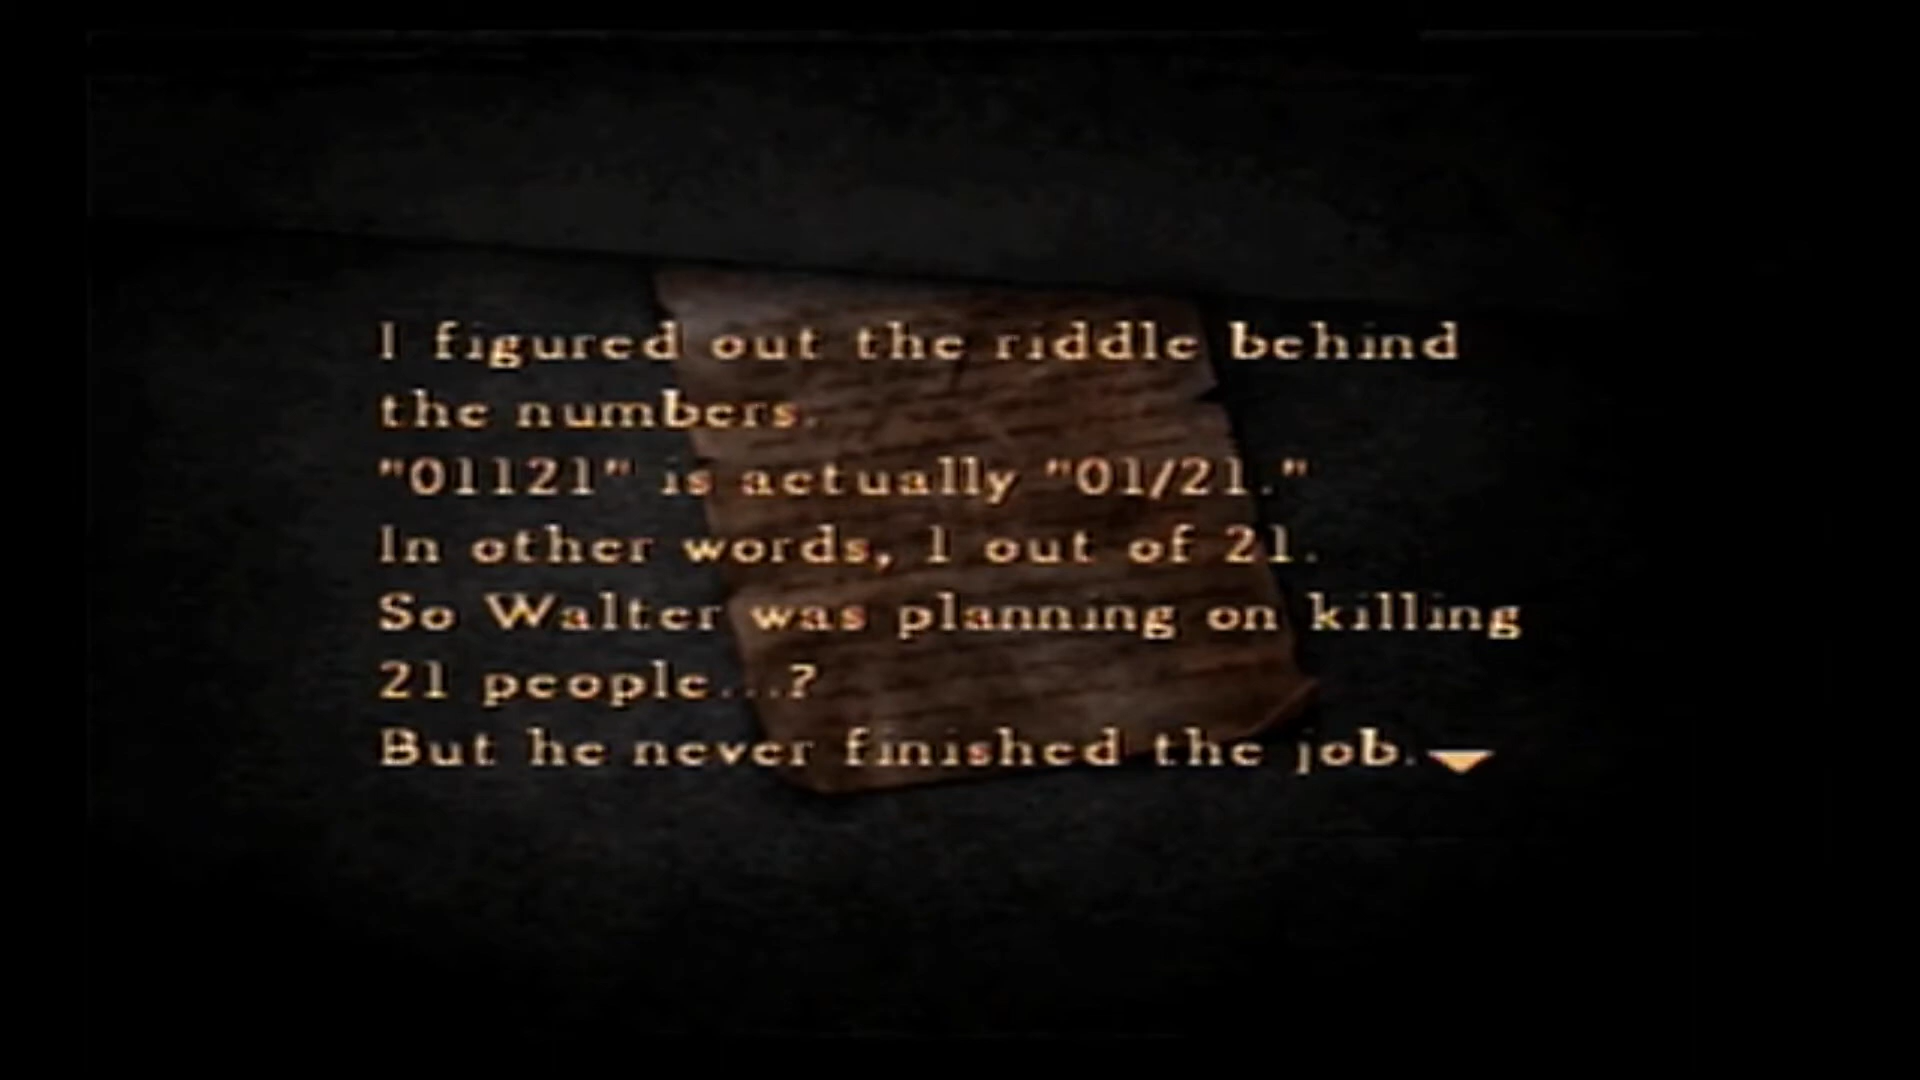 I figured out the riddle behind
the numbers.
"01121" is actually "01/21."
In other words, 1 out of 21.
So Walter was planning on killing
21 people...?
But he never finished the job.